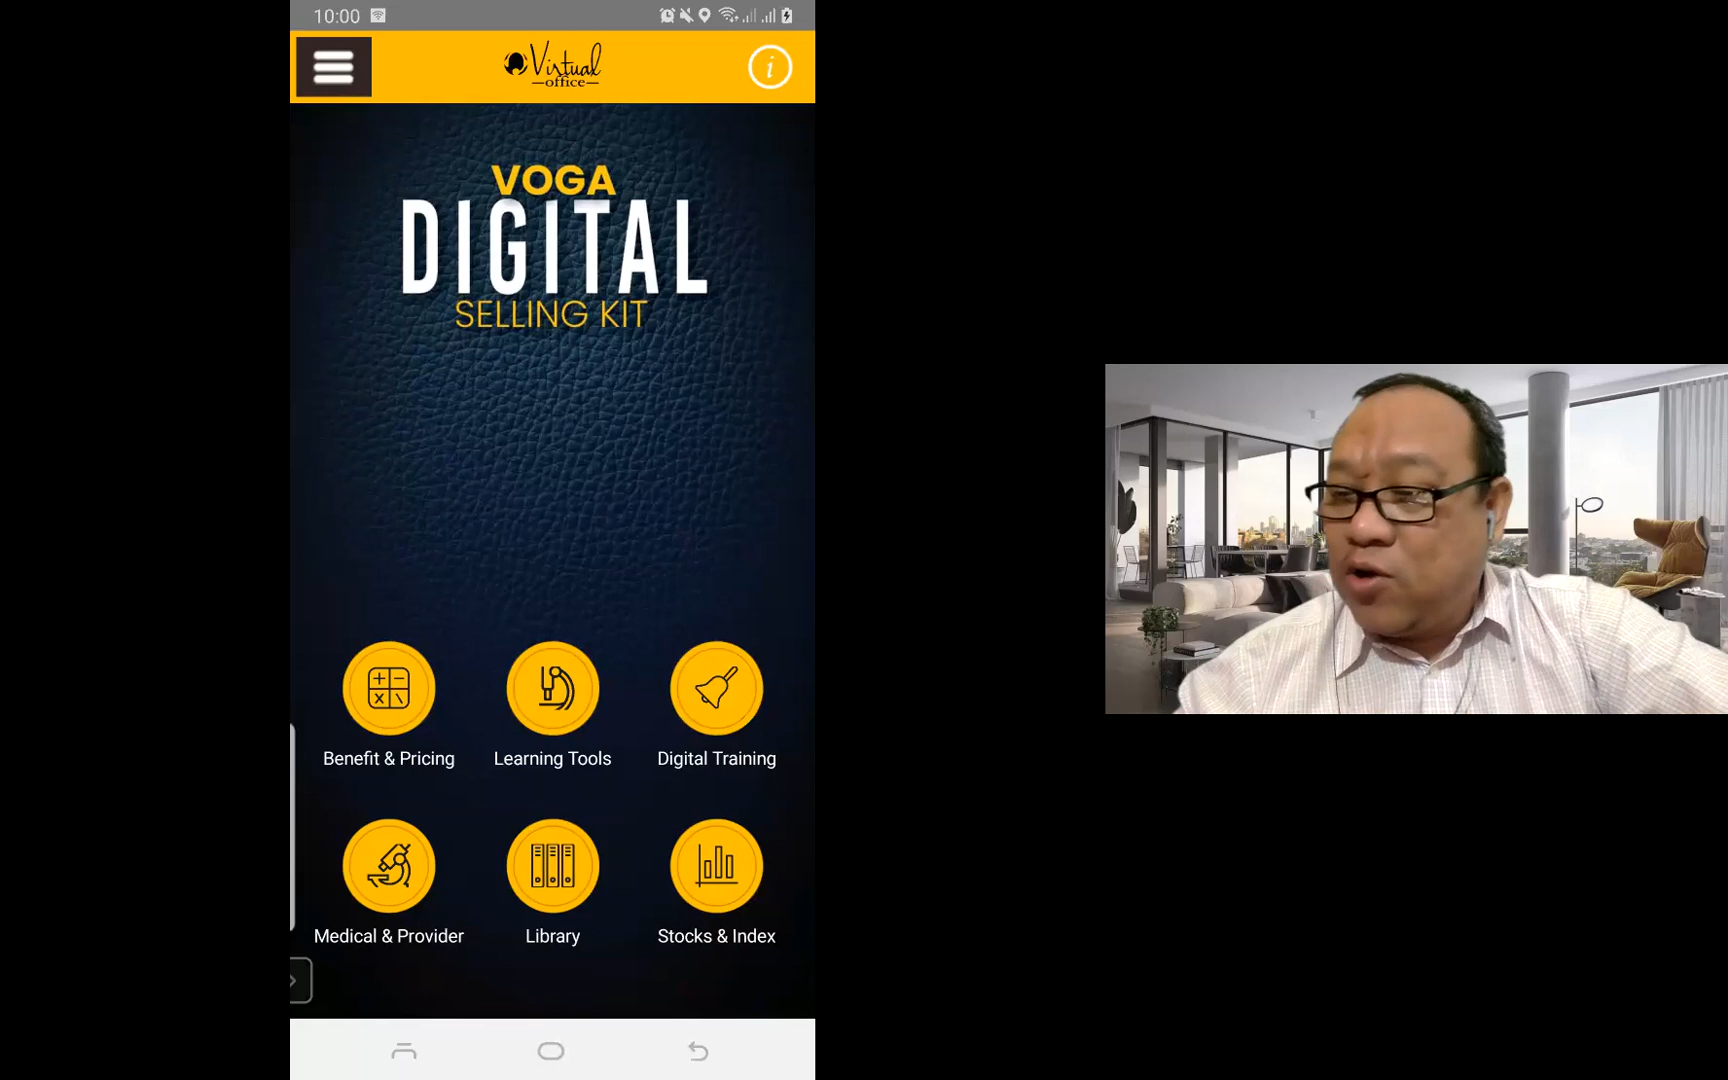 10:00
Virtual
office
i
VOGA
DIGITAL
SELLING KIT
Benefit & Pricing
Learning Tools
Digital Training
Medical & Provider
Library
Stocks & Index